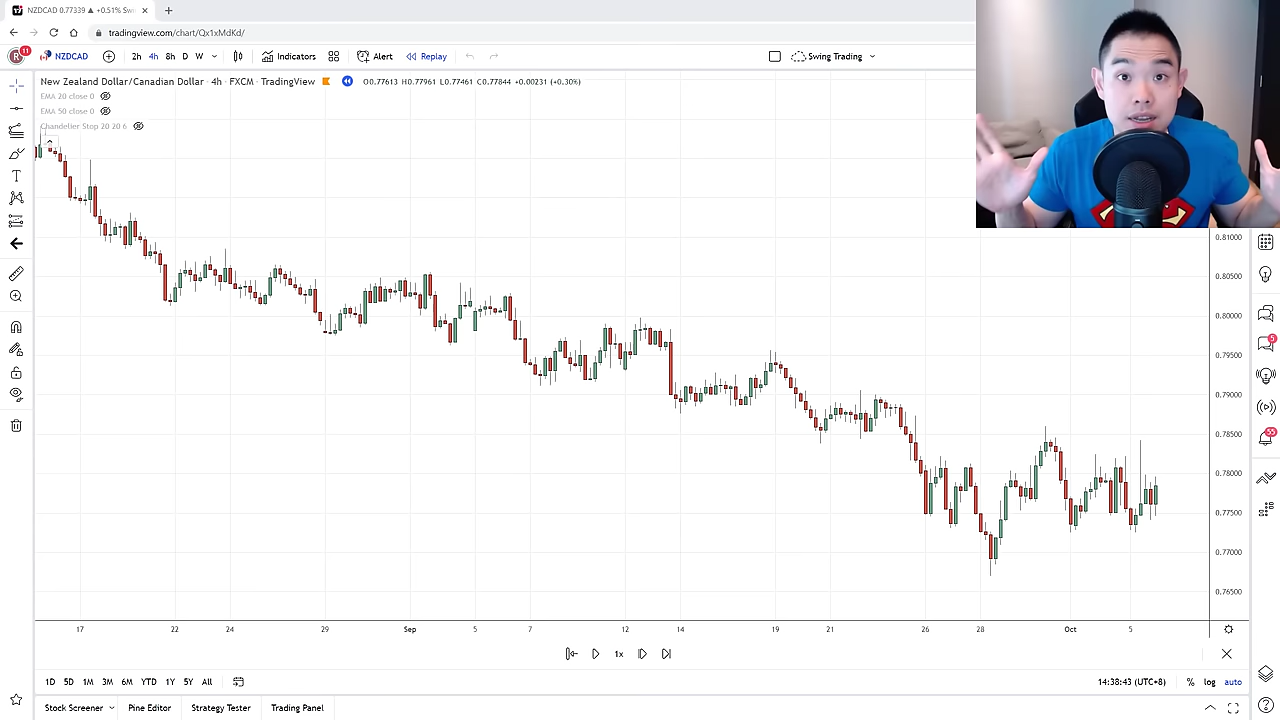 NZDCAD 0.77339 ▲ +0.51% Sw
tradingview.com/chart/Qx1xMdKd/
R 11 NZDCAD 2h 4h 8h D W Indicators Alert Replay Swing Trading
New Zealand Dollar/Canadian Dollar · 4h · FXCM · TradingView O0.77613 H0.77961 L0.77461 C0.77844 +0.00231 (+0.30%)
EMA 20 close 0
EMA 50 close 0
Chandelier Stop 20 20 6
0.81000
0.80500
0.80000
0.79500
0.79000
0.78500
0.78000
0.77500
0.77000
0.76500
5
55
17 22 24 29 Sep 5 7 12 14 19 21 26 28 Oct 5
1x
1D 5D 1M 3M 6M YTD 1Y 5Y All 14:38:43 (UTC+8) % log auto
Stock Screener Pine Editor Strategy Tester Trading Panel